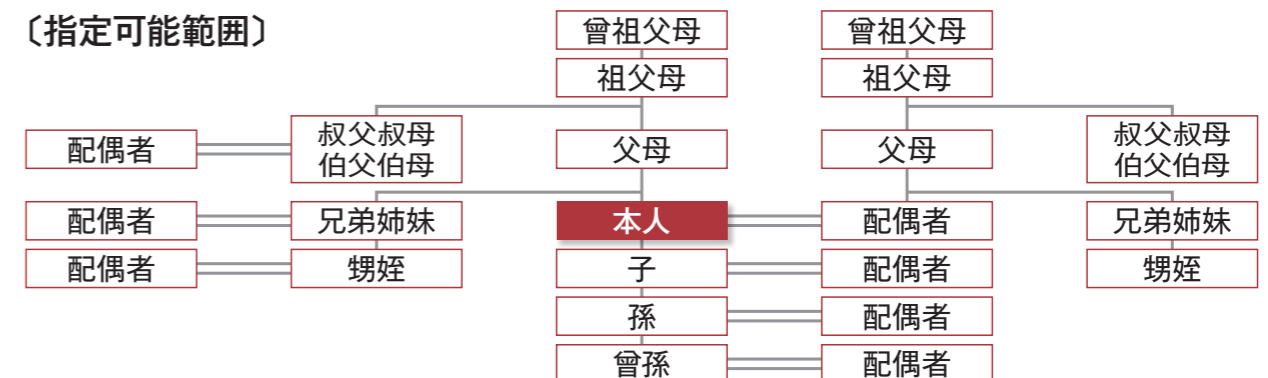 〔指定可能範囲〕
曾祖父母
曾祖父母
祖父母
祖父母
配偶者
叔父叔母
伯父伯母
父母
父母
叔父叔母
伯父伯母
配偶者
兄弟姉妹
本人
配偶者
兄弟姉妹
配偶者
甥姪
子
配偶者
甥姪
孫
配偶者
曾孫
配偶者